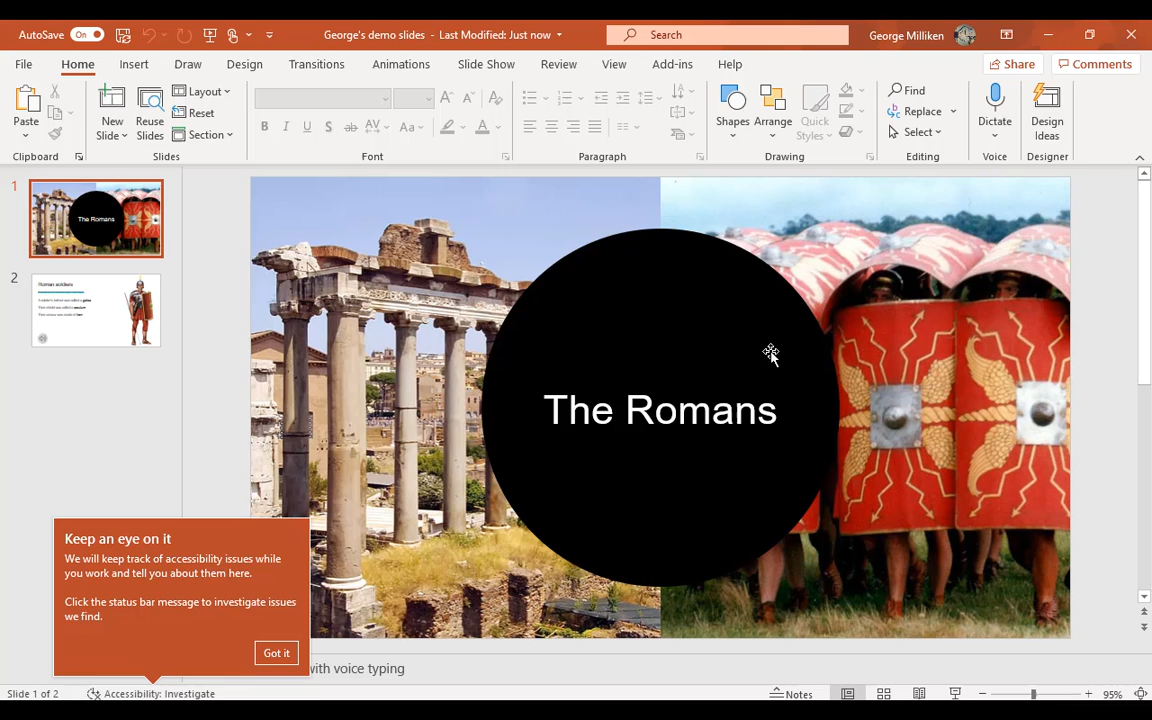 AutoSave On George's demo slides - Last Modified: Just now Search George Milliken
File Home Insert Draw Design Transitions Animations Slide Show Review View Add-ins Help Share Comments
Paste
New Slide
Reuse Slides
Layout
Reset
Section
Aa
Shapes
Arrange
Quick Styles
Find
Replace
Select
Dictate
Design Ideas
Clipboard Slides Font Paragraph Drawing Editing Voice Designer
1
The Romans
2
Roman soldiers
The Romans
Keep an eye on it
We will keep track of accessibility issues while
you work and tell you about them here.
Click the status bar message to investigate issues
we find.
Got it
with voice typing
Slide 1 of 2 Accessibility: Investigate Notes 95%